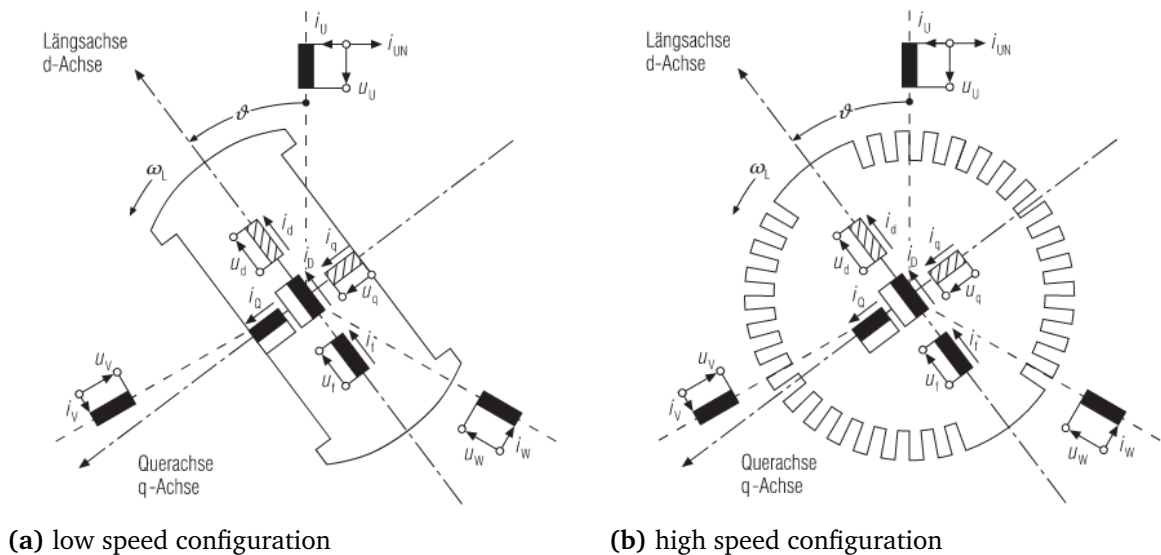 Längsachse
d-Achse
i_U
i_UN
u_U
ϑ
ω_L
i_d
u_d
i_q
u_q
i_D
i_Q
i_f
u_f
u_V
i_V
u_W
i_W
Querachse
q-Achse
(a) low speed configuration
Längsachse
d-Achse
i_U
i_UN
u_U
ϑ
ω_L
i_d
u_d
i_q
u_q
i_D
i_Q
i_f
u_f
u_V
i_V
u_W
i_W
Querachse
q-Achse
(b) high speed configuration